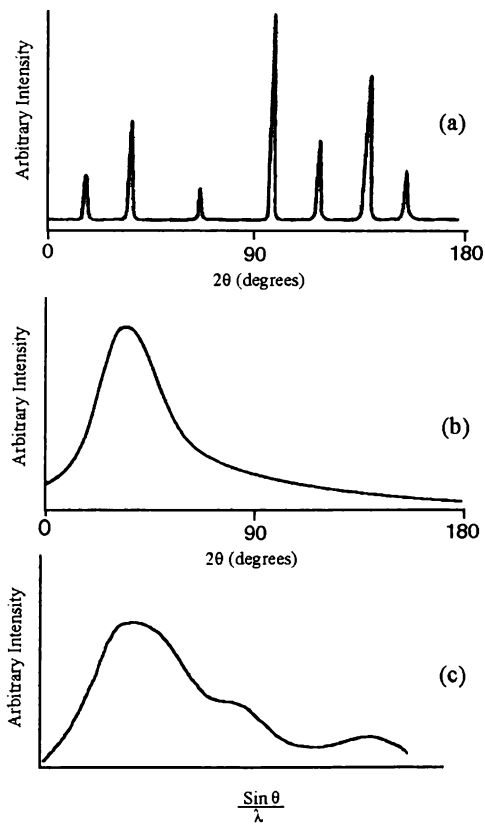 Arbitrary Intensity
(a)
0 90 180
2θ (degrees)
Arbitrary Intensity
(b)
0 90 180
2θ (degrees)
Arbitrary Intensity
(c)
Sin θ
λ